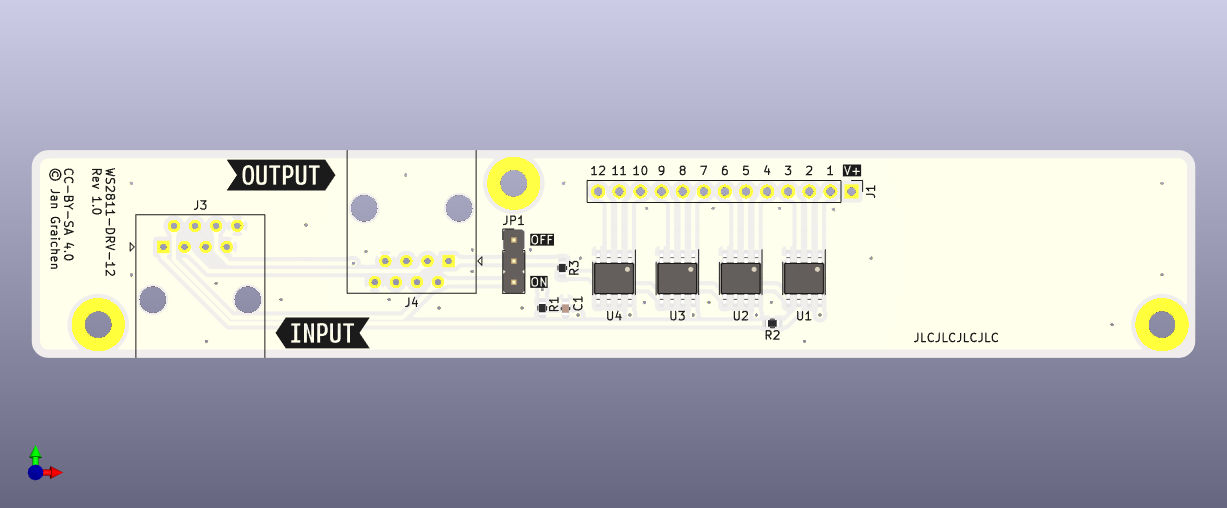 OUTPUT
12 11 10 9 8 7 6 5 4 3 2 1 V+
J1
WS2811-DRV-12
Rev 1.0
CC-BY-SA 4.0
© Jan Greichen
J3
JP1
OFF
R3
ON
J4
R1
C1
U4 U3 U2 U1
INPUT
R2
JLCJLCJLCJLC